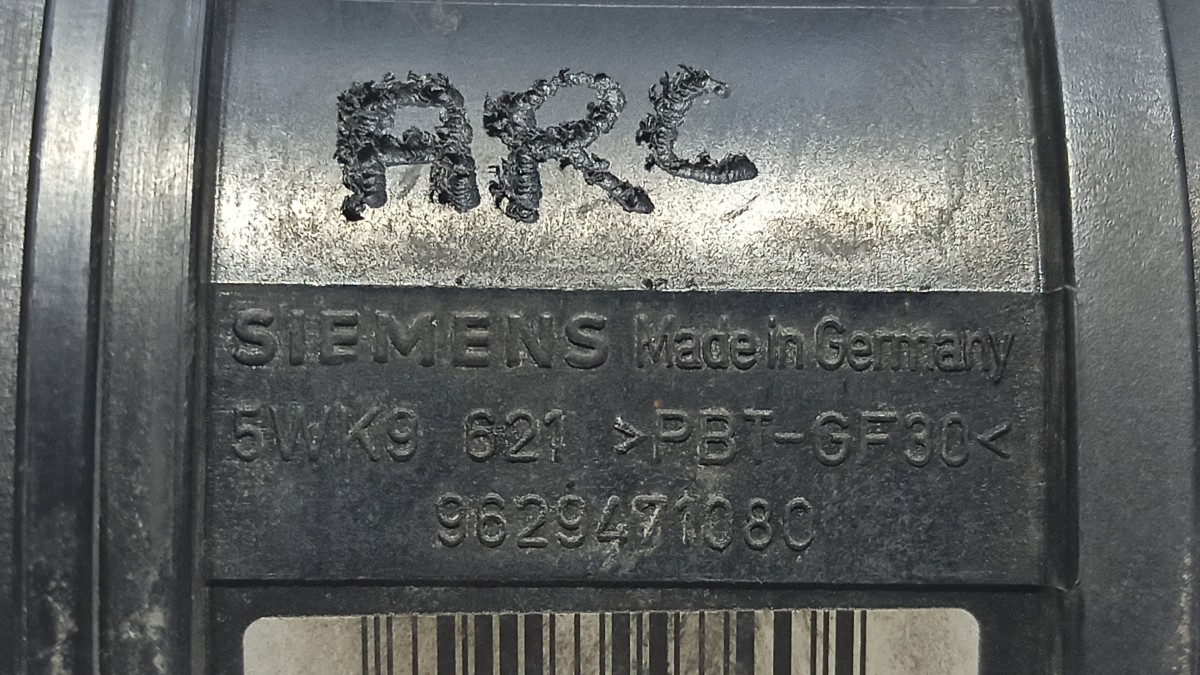 ARC
SIEMENS Made in Germany
5WK9 621 >PBT-GF30<
9629471080